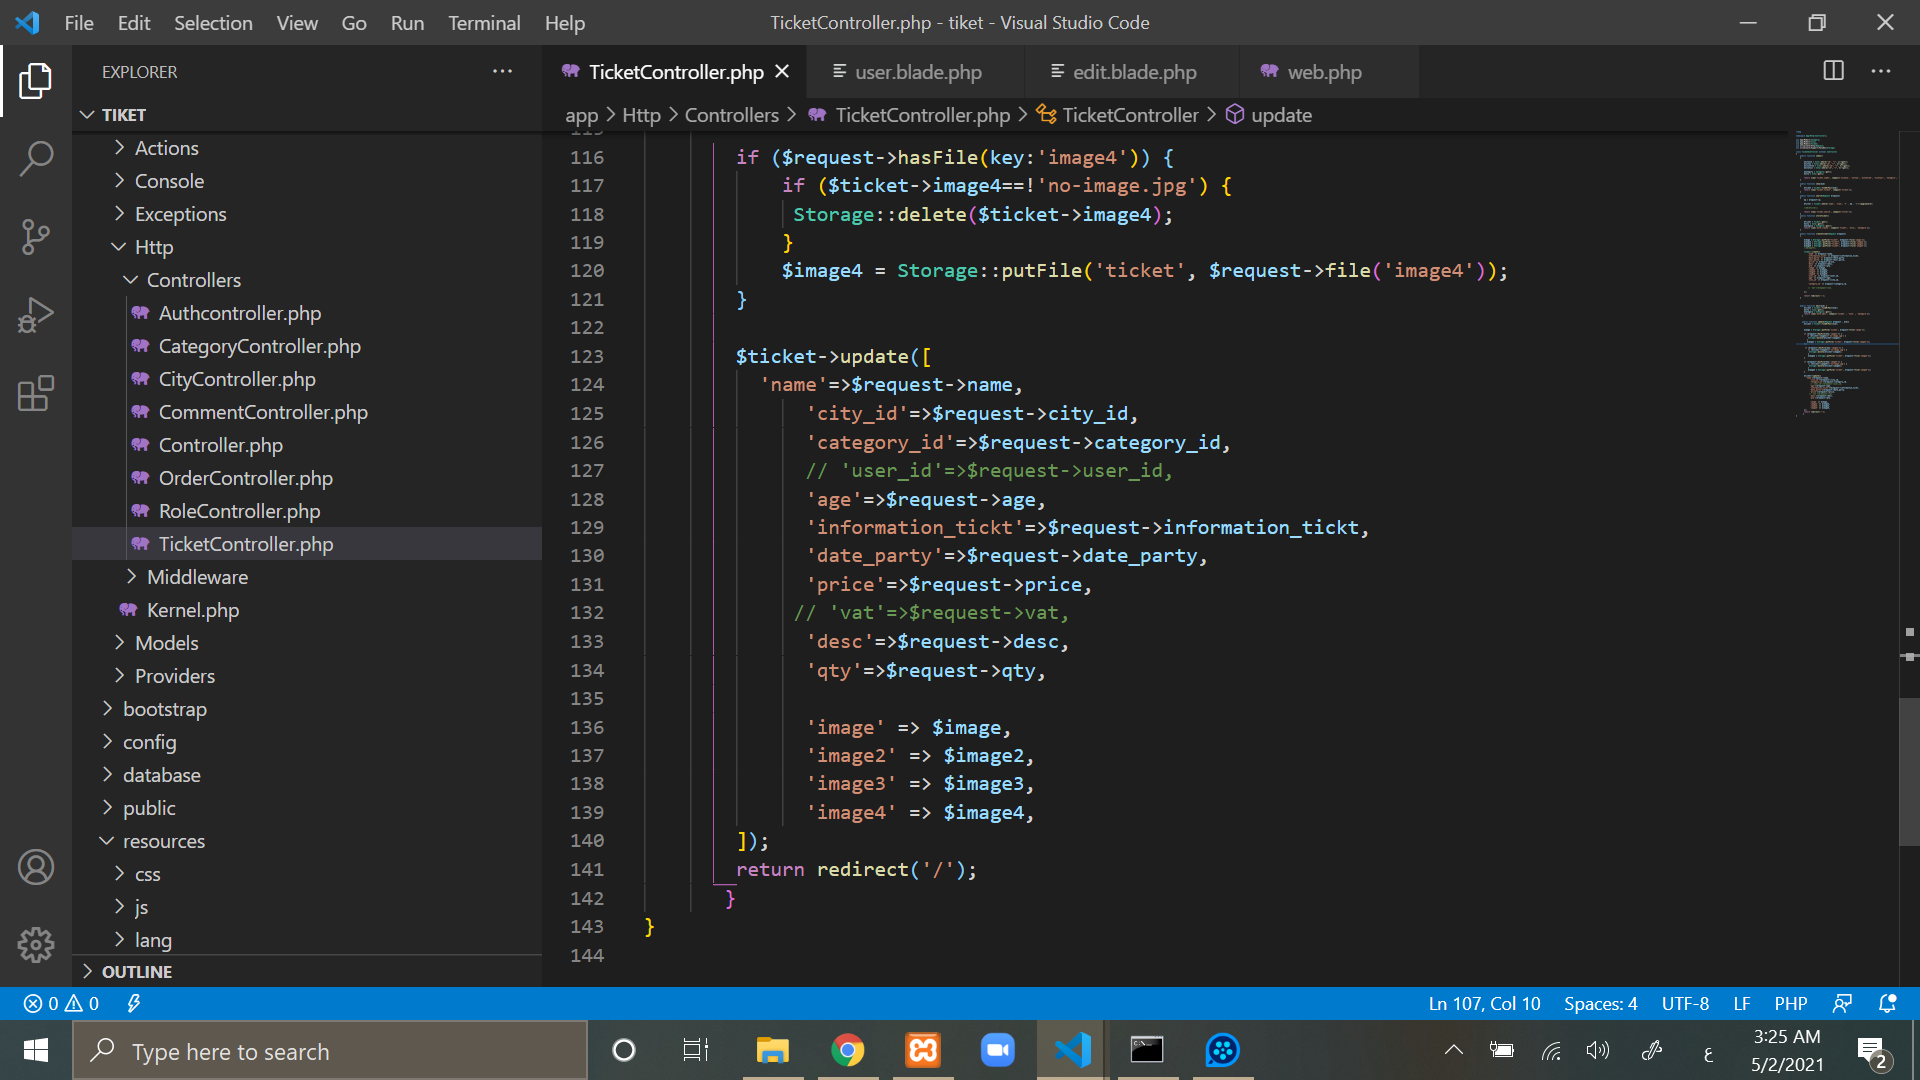 File Edit Selection View Go Run Terminal Help
TicketController.php - tiket - Visual Studio Code
EXPLORER
TicketController.php
user.blade.php
edit.blade.php
web.php
TIKET
app > Http > Controllers > TicketController.php > TicketController > update
Actions
Console
Exceptions
Http
Controllers
Authcontroller.php
CategoryController.php
CityController.php
CommentController.php
Controller.php
OrderController.php
RoleController.php
TicketController.php
Middleware
Kernel.php
Models
Providers
bootstrap
config
database
public
resources
css
js
lang
OUTLINE
116 if ($request->hasFile(key:'image4')) {
117 if ($ticket->image4==!'no-image.jpg') {
118 Storage::delete($ticket->image4);
119 }
120 $image4 = Storage::putFile('ticket', $request->file('image4'));
121 }
122
123 $ticket->update([
124 'name'=>$request->name,
125 'city_id'=>$request->city_id,
126 'category_id'=>$request->category_id,
127 // 'user_id'=>$request->user_id,
128 'age'=>$request->age,
129 'information_tickt'=>$request->information_tickt,
130 'date_party'=>$request->date_party,
131 'price'=>$request->price,
132 // 'vat'=>$request->vat,
133 'desc'=>$request->desc,
134 'qty'=>$request->qty,
135
136 'image' => $image,
137 'image2' => $image2,
138 'image3' => $image3,
139 'image4' => $image4,
140 ]);
141 return redirect('/');
142 }
143 }
144
0 0
Ln 107, Col 10 Spaces: 4 UTF-8 LF PHP
Type here to search
ع
3:25 AM
5/2/2021
2